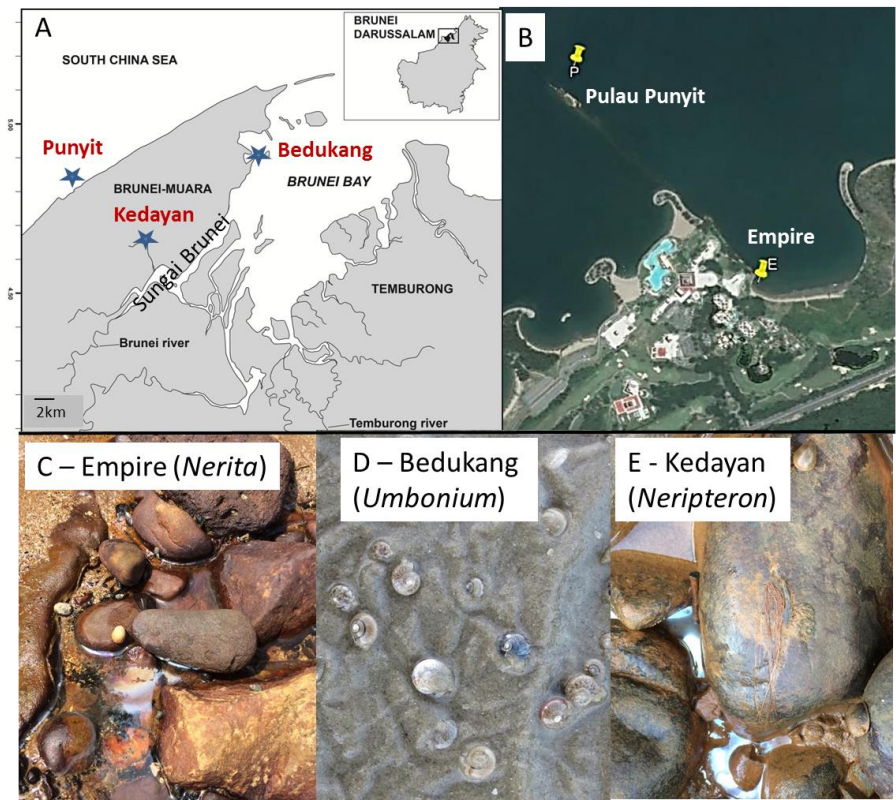 A
BRUNEI
DARUSSALAM
SOUTH CHINA SEA
5.00
Punyit
Bedukang
BRUNEI-MUARA
BRUNEI BAY
Kedayan
Sungai Brunei
TEMBURONG
4.50
Brunei river
2km
Temburong river
B
P
Pulau Punyit
Empire
E
C – Empire (Nerita)
D – Bedukang
(Umbonium)
E - Kedayan
(Neripteron)